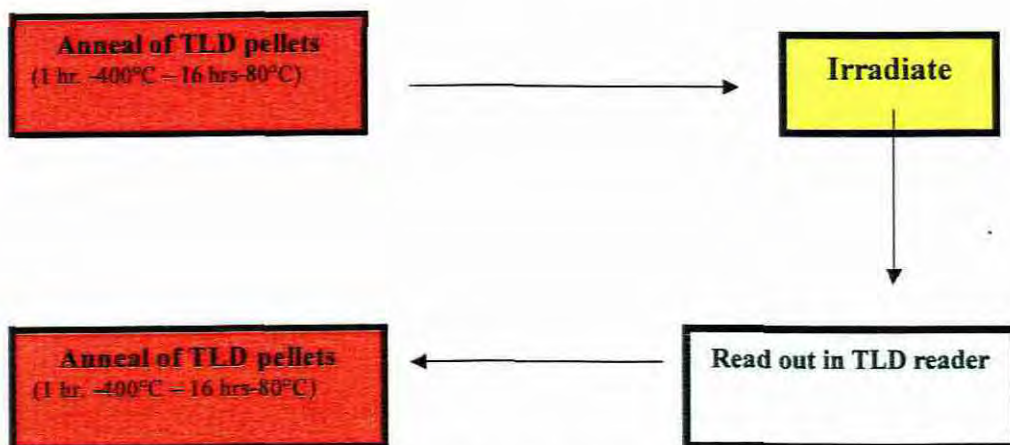 Anneal of TLD pellets
(1 hr. -400°C – 16 hrs-80°C)
Irradiate
Read out in TLD reader
Anneal of TLD pellets
(1 hr. -400°C – 16 hrs-80°C)